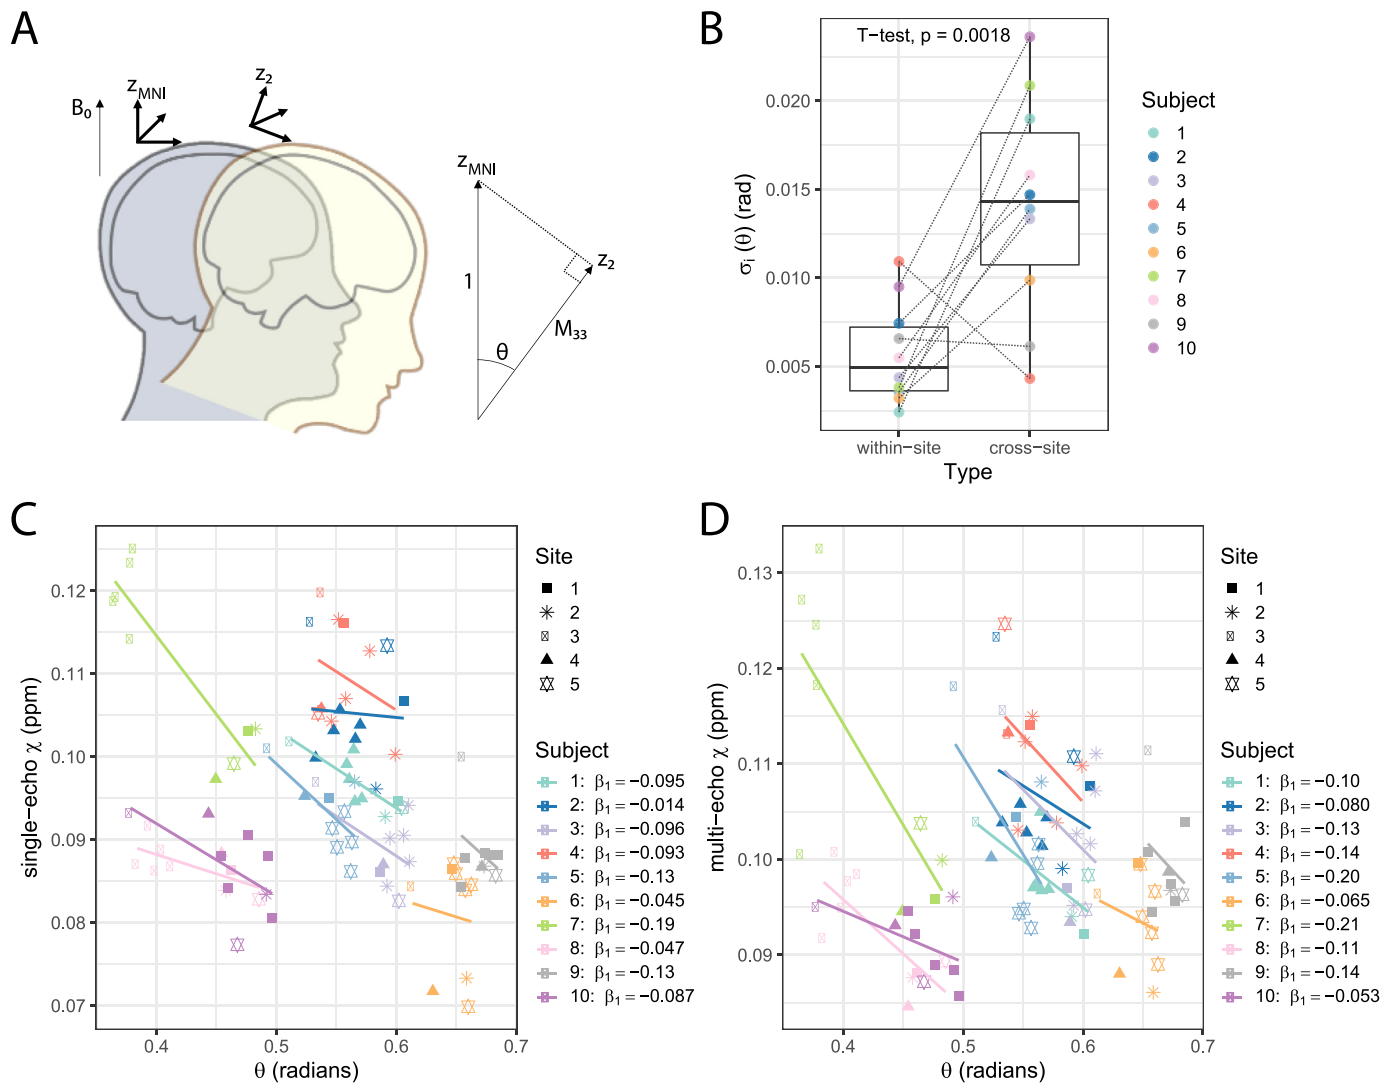 A
B₀
z_MNI
z₂
z_MNI
z₂
1
M₃₃
θ
B
T−test, p = 0.0018
σᵢ (θ) (rad)
0.020
0.015
0.010
0.005
within−site
cross−site
Type
Subject
1
2
3
4
5
6
7
8
9
10
C
single−echo χ (ppm)
0.12
0.11
0.10
0.09
0.08
0.07
0.4
0.5
0.6
0.7
θ (radians)
Site
1
2
3
4
5
Subject
1: β₁ = −0.095
2: β₁ = −0.014
3: β₁ = −0.096
4: β₁ = −0.093
5: β₁ = −0.13
6: β₁ = −0.045
7: β₁ = −0.19
8: β₁ = −0.047
9: β₁ = −0.13
10: β₁ = −0.087
D
multi−echo χ (ppm)
0.13
0.12
0.11
0.10
0.09
0.4
0.5
0.6
0.7
θ (radians)
Site
1
2
3
4
5
Subject
1: β₁ = −0.10
2: β₁ = −0.080
3: β₁ = −0.13
4: β₁ = −0.14
5: β₁ = −0.20
6: β₁ = −0.065
7: β₁ = −0.21
8: β₁ = −0.11
9: β₁ = −0.14
10: β₁ = −0.053